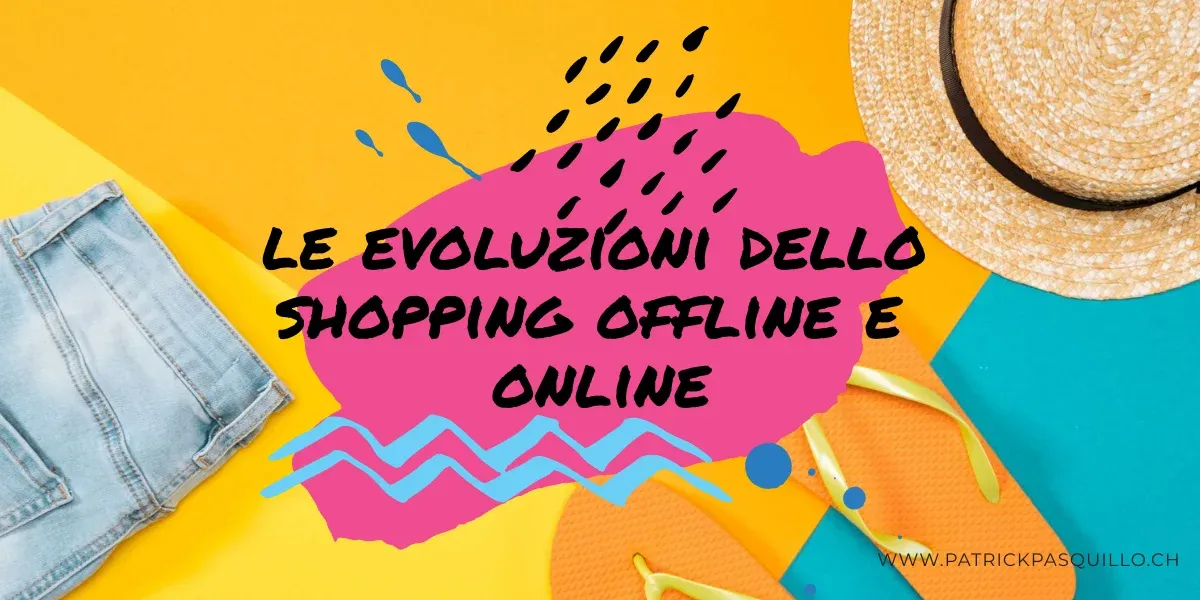 LE EVOLUZIONI DELLO
SHOPPING OFFLINE E
ONLINE
WWW.PATRICKPASQUILLO.CH